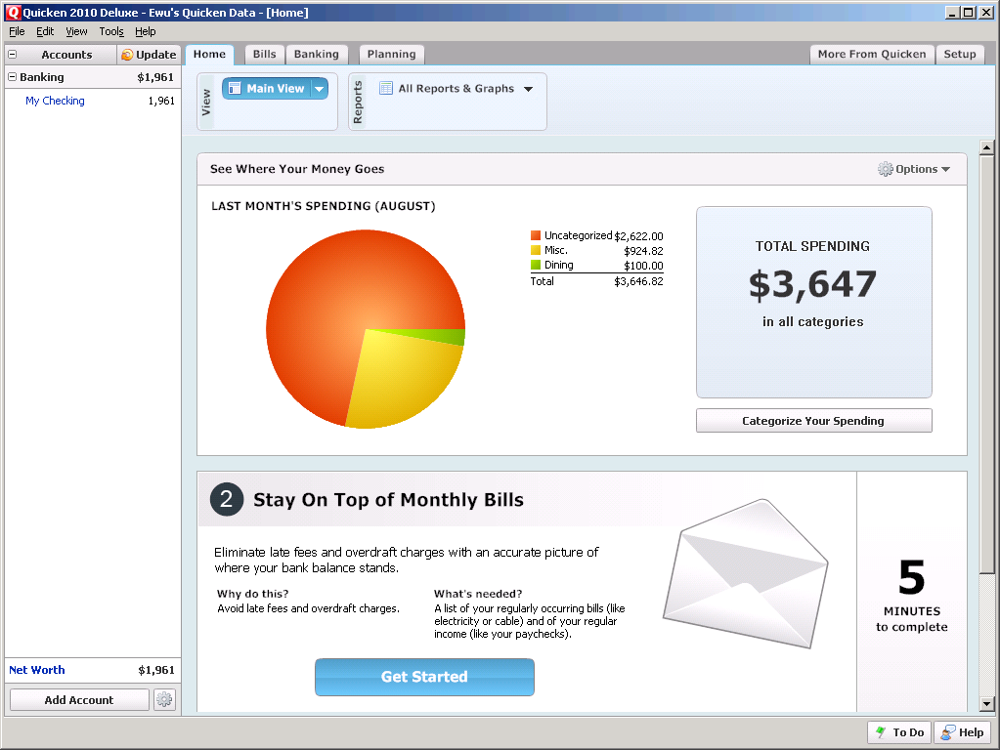 Quicken 2010 Deluxe - Ewu's Quicken Data - [Home]
File Edit View Tools Help
Accounts Update
Banking $1,961
My Checking 1,961
Net Worth $1,961
Add Account
Home Bills Banking Planning More From Quicken Setup
View
Main View
Reports
All Reports & Graphs
See Where Your Money Goes
Options
LAST MONTH'S SPENDING (AUGUST)
Uncategorized $2,622.00
Misc. $924.82
Dining $100.00
Total $3,646.82
TOTAL SPENDING
$3,647
in all categories
Categorize Your Spending
2 Stay On Top of Monthly Bills
Eliminate late fees and overdraft charges with an accurate picture of
where your bank balance stands.
Why do this?
Avoid late fees and overdraft charges.
What's needed?
A list of your regularly occurring bills (like
electricity or cable) and of your regular
income (like your paychecks).
Get Started
5
MINUTES
to complete
To Do Help